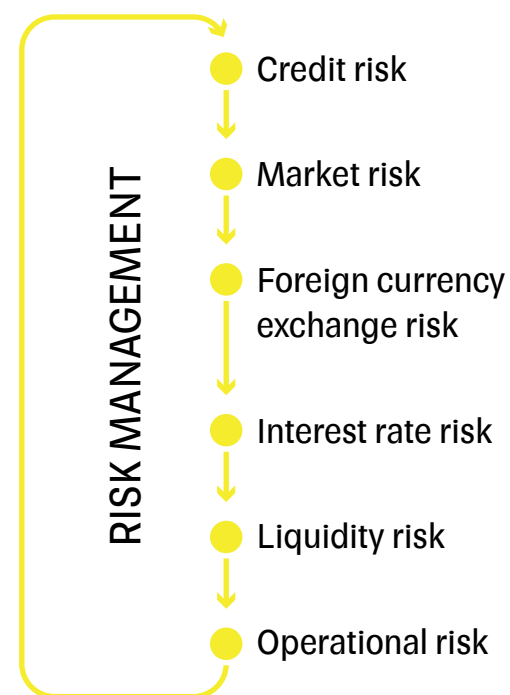 RISK MANAGEMENT
Credit risk
Market risk
Foreign currency
exchange risk
Interest rate risk
Liquidity risk
Operational risk